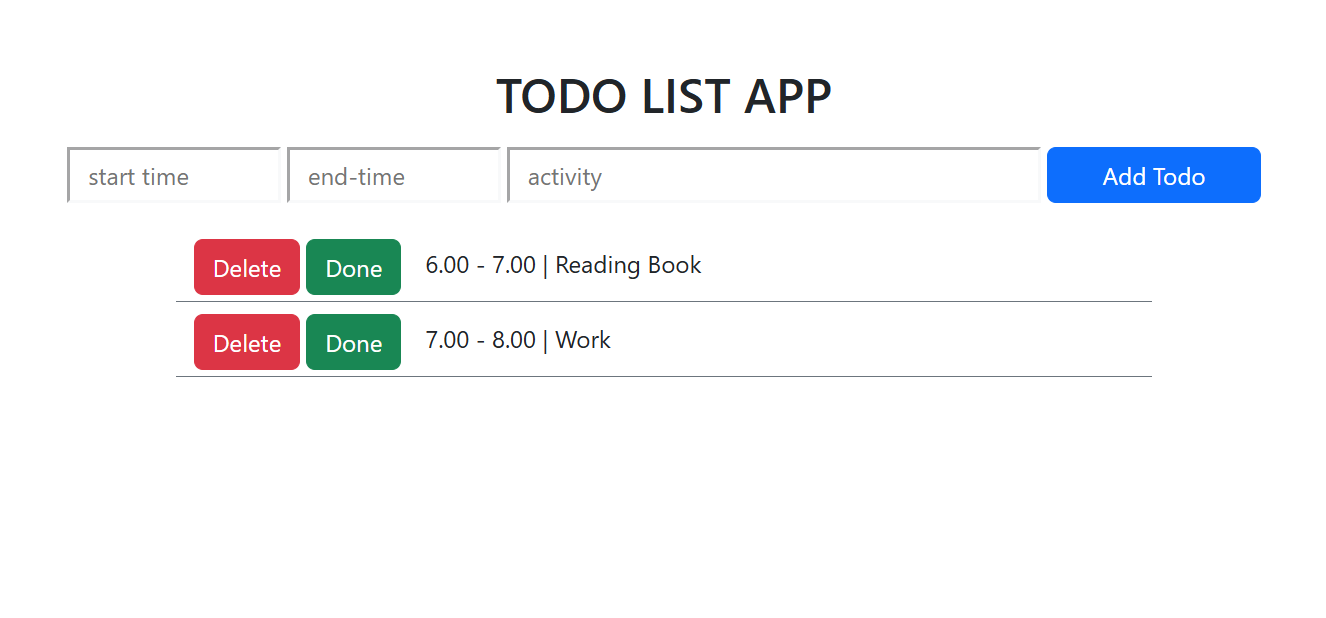 TODO LIST APP
start time end-time activity Add Todo
Delete Done 6.00 - 7.00 | Reading Book
Delete Done 7.00 - 8.00 | Work